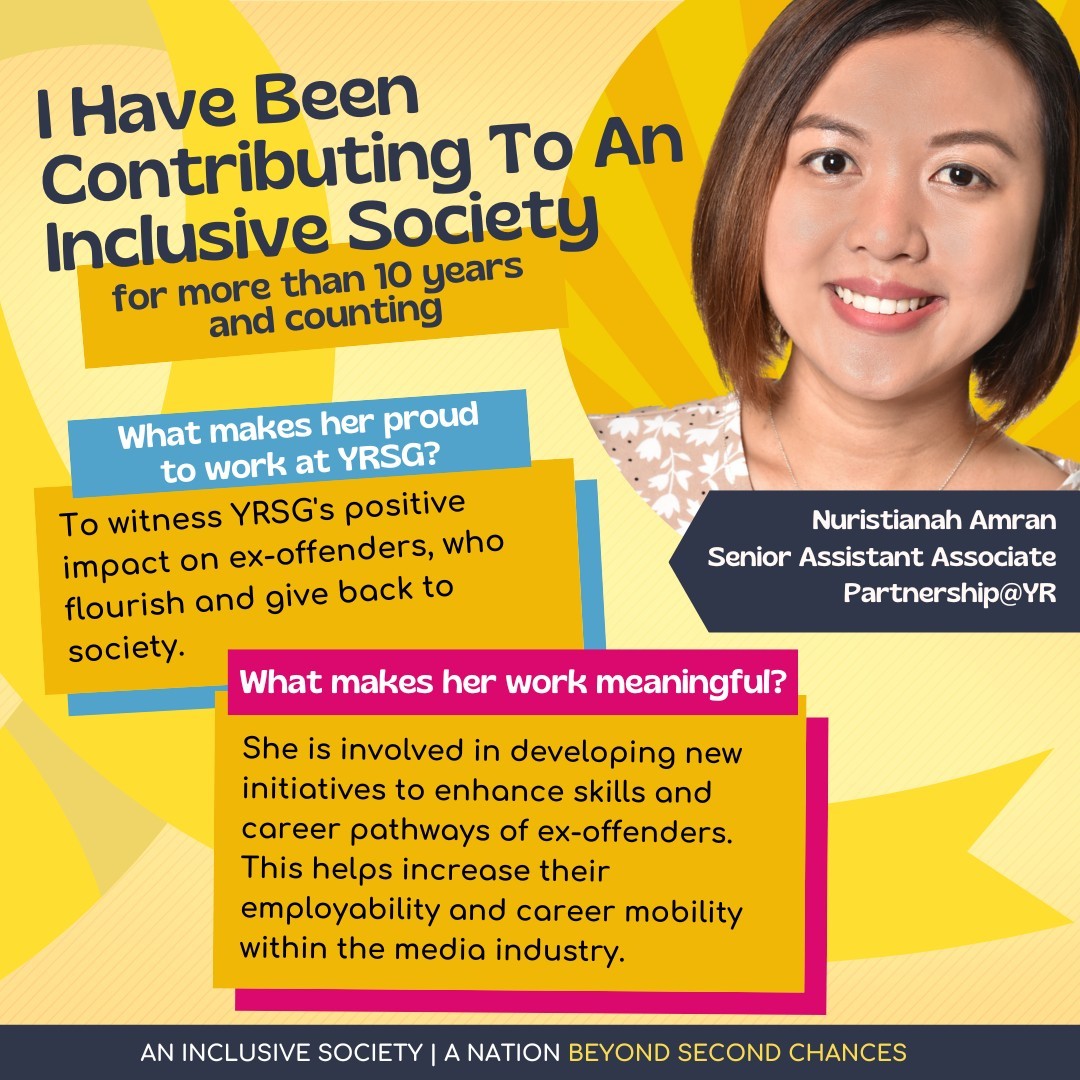 I Have Been
Contributing To An
Inclusive Society
for more than 10 years
and counting
What makes her proud
to work at YRSG?
To witness YRSG's positive
impact on ex-offenders, who
flourish and give back to
society.
Nuristianah Amran
Senior Assistant Associate
Partnership@YR
What makes her work meaningful?
She is involved in developing new
initiatives to enhance skills and
career pathways of ex-offenders.
This helps increase their
employability and career mobility
within the media industry.
AN INCLUSIVE SOCIETY | A NATION BEYOND SECOND CHANCES